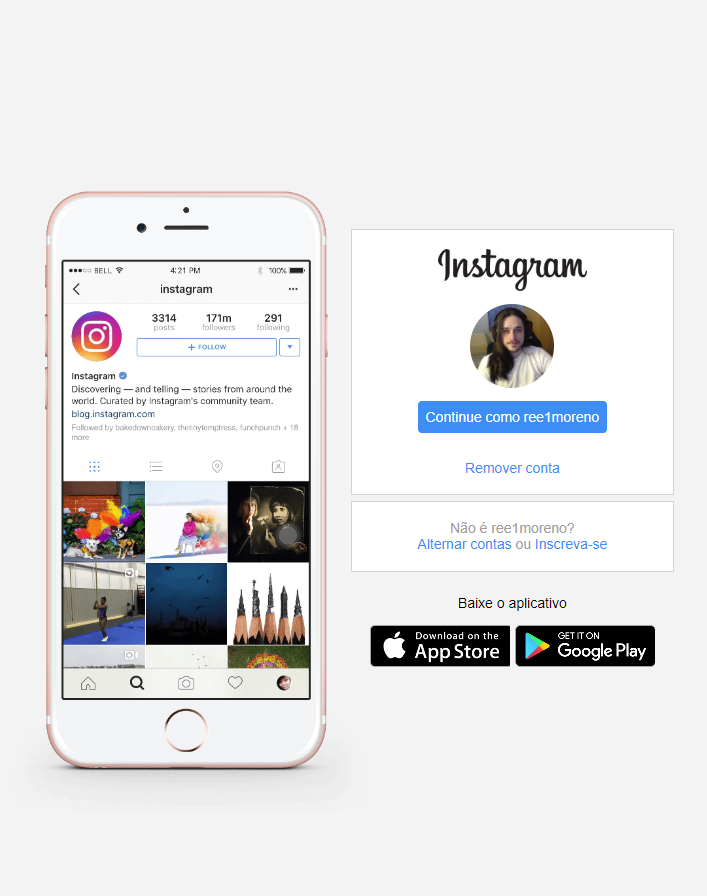 BELL
4:21 PM
100%
instagram
3314
posts
171m
followers
291
following
+ FOLLOW
Instagram
Discovering — and telling — stories from around the
world. Curated by Instagram's community team.
blog.instagram.com
Followed by bakedowncakery, thetinytemptress, funchpunch + 18
more
Instagram
Continue como ree1moreno
Remover conta
Não é ree1moreno?
Alternar contas ou Inscreva-se
Baixe o aplicativo
Download on the
App Store
GET IT ON
Google Play